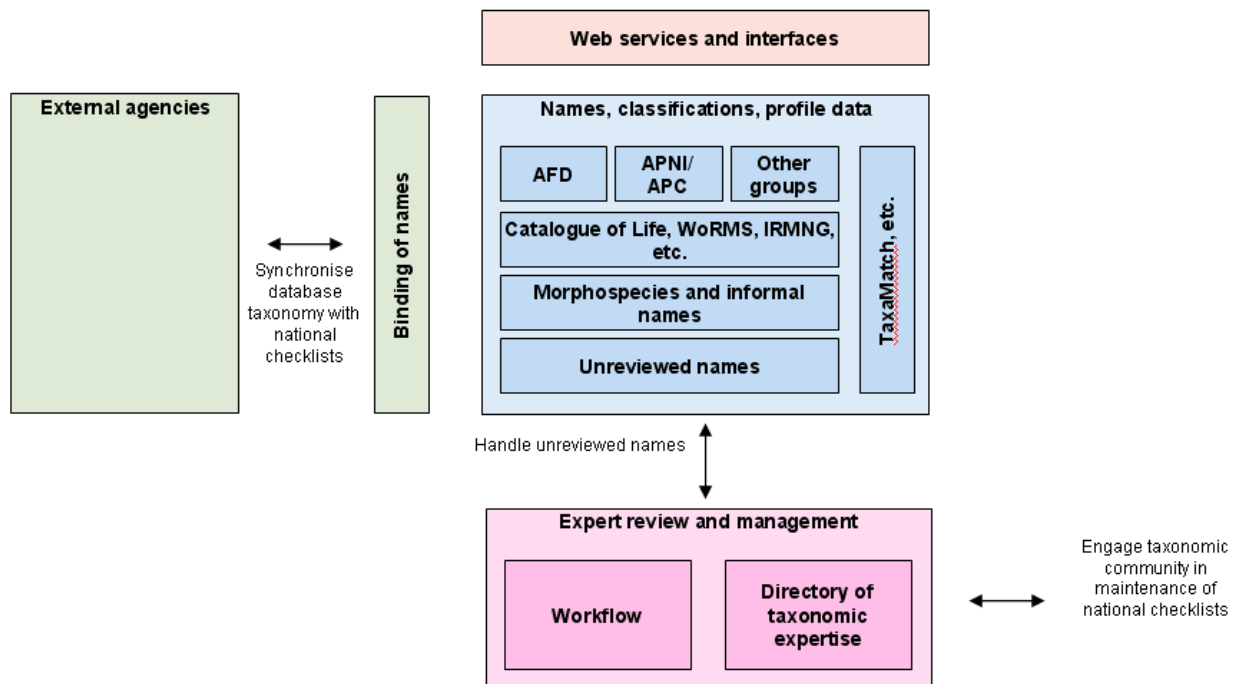 Web services and interfaces
External agencies
Binding of names
Synchronise
database
taxonomy with
national
checklists
Names, classifications, profile data
AFD
APNI/
APC
Other
groups
Catalogue of Life, WoRMS, IRMNG,
etc.
Morphospecies and informal
names
Unreviewed names
TaxaMatch, etc.
Handle unreviewed names
Expert review and management
Workflow
Directory of
taxonomic
expertise
Engage taxonomic
community in
maintenance of
national checklists